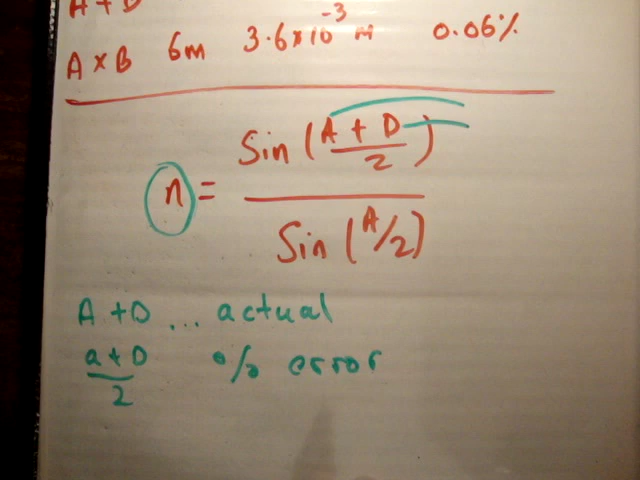 A + D
A × B 6m 3.6×10⁻³ m 0.06%
n = Sin ( (A + D)/2 ) / Sin (A/2)
A + D ... actual
a + D / 2 % error